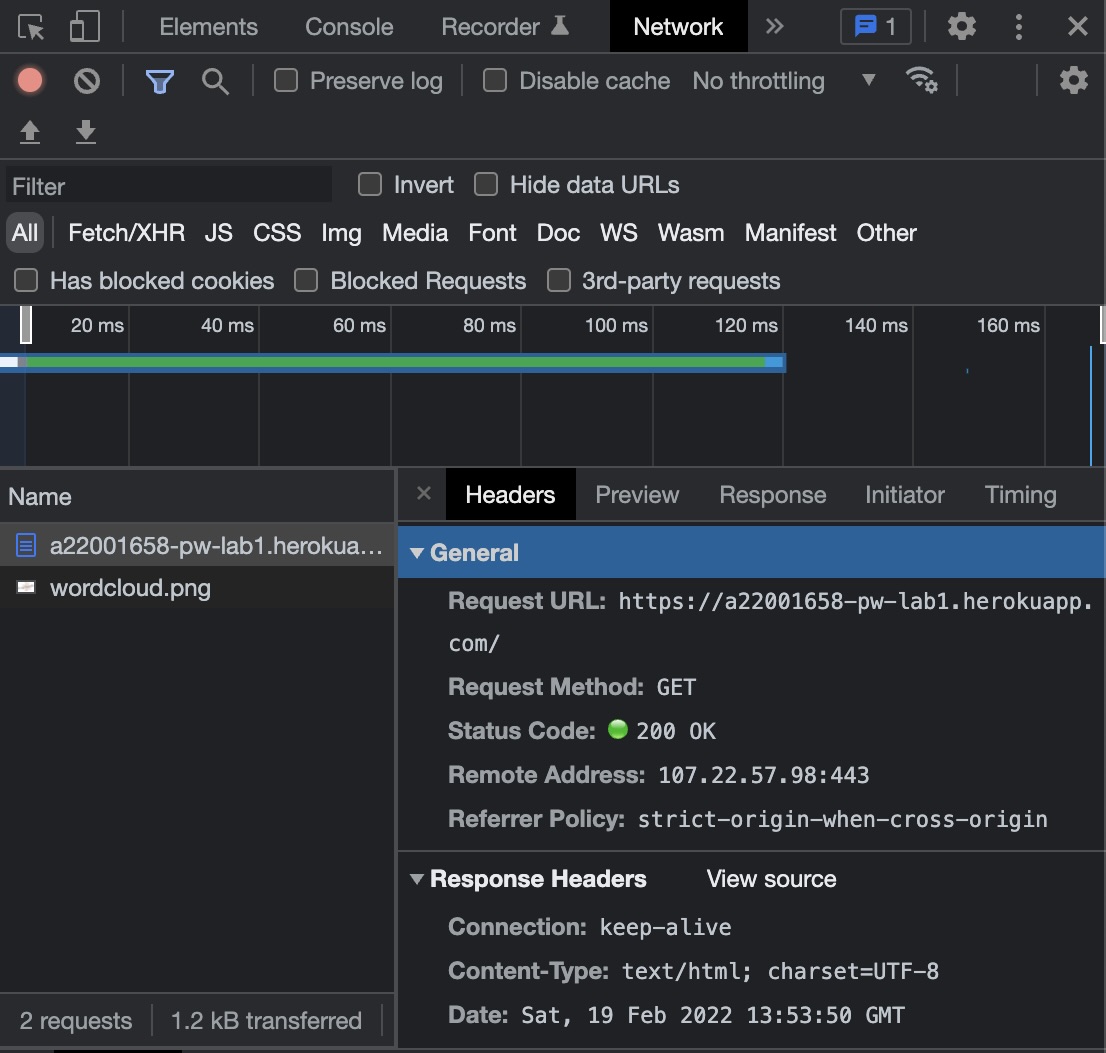 Elements Console Recorder Network 1
Preserve log Disable cache No throttling
Filter Invert Hide data URLs
All Fetch/XHR JS CSS Img Media Font Doc WS Wasm Manifest Other
Has blocked cookies Blocked Requests 3rd-party requests
20 ms 40 ms 60 ms 80 ms 100 ms 120 ms 140 ms 160 ms
Name
a22001658-pw-lab1.herokua…
wordcloud.png
2 requests 1.2 kB transferred
Headers Preview Response Initiator Timing
General
Request URL: https://a22001658-pw-lab1.herokuapp.
com/
Request Method: GET
Status Code: 200 OK
Remote Address: 107.22.57.98:443
Referrer Policy: strict-origin-when-cross-origin
Response Headers View source
Connection: keep-alive
Content-Type: text/html; charset=UTF-8
Date: Sat, 19 Feb 2022 13:53:50 GMT